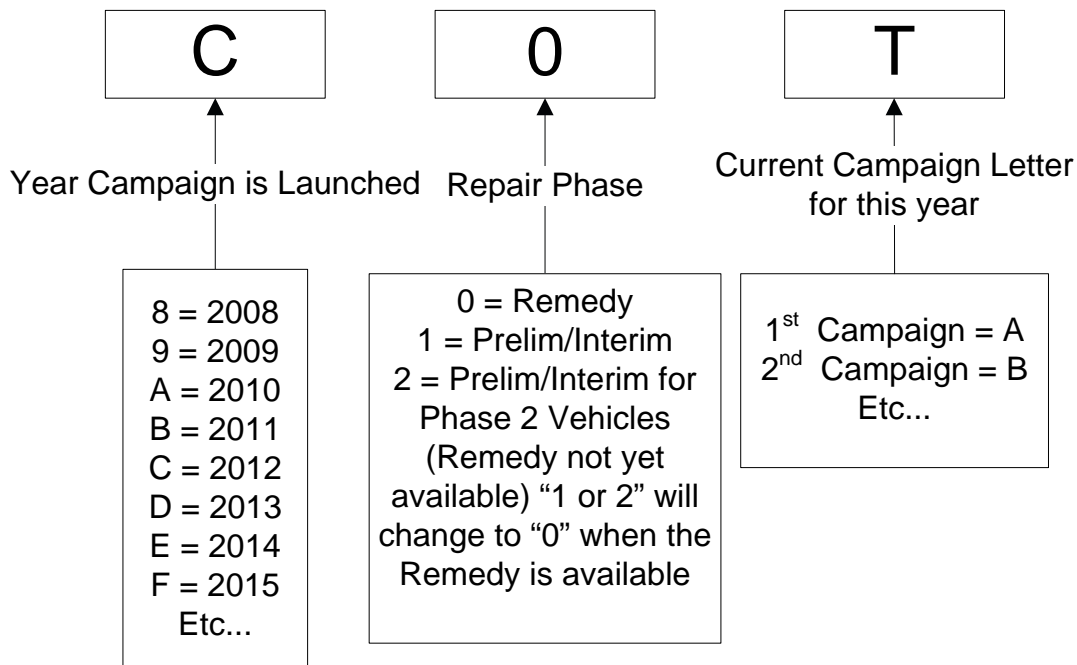 C
0
T
Year Campaign is Launched
Repair Phase
Current Campaign Letter
for this year
8 = 2008
9 = 2009
A = 2010
B = 2011
C = 2012
D = 2013
E = 2014
F = 2015
Etc...
0 = Remedy
1 = Prelim/Interim
2 = Prelim/Interim for
Phase 2 Vehicles
(Remedy not yet
available) “1 or 2” will
change to “0” when the
Remedy is available
1st Campaign = A
2nd Campaign = B
Etc...